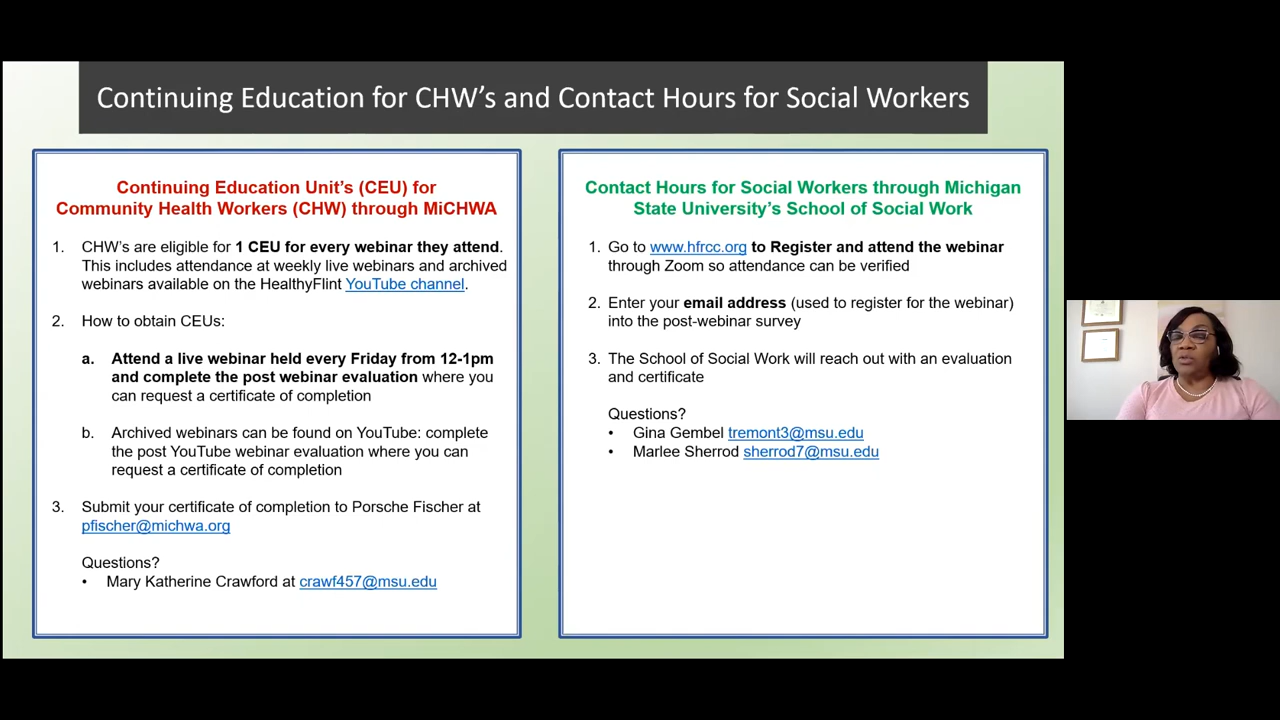 Continuing Education for CHW's and Contact Hours for Social Workers
Continuing Education Unit's (CEU) for
Community Health Workers (CHW) through MiCHWA
1. CHW's are eligible for 1 CEU for every webinar they attend.
This includes attendance at weekly live webinars and archived
webinars available on the HealthyFlint YouTube channel.
2. How to obtain CEUs:
a. Attend a live webinar held every Friday from 12-1pm
and complete the post webinar evaluation where you
can request a certificate of completion
b. Archived webinars can be found on YouTube: complete
the post YouTube webinar evaluation where you can
request a certificate of completion
3. Submit your certificate of completion to Porsche Fischer at
pfischer@michwa.org
Questions?
• Mary Katherine Crawford at crawf457@msu.edu
Contact Hours for Social Workers through Michigan
State University's School of Social Work
1. Go to www.hfrcc.org to Register and attend the webinar
through Zoom so attendance can be verified
2. Enter your email address (used to register for the webinar)
into the post-webinar survey
3. The School of Social Work will reach out with an evaluation
and certificate
Questions?
• Gina Gembel tremont3@msu.edu
• Marlee Sherrod sherrod7@msu.edu